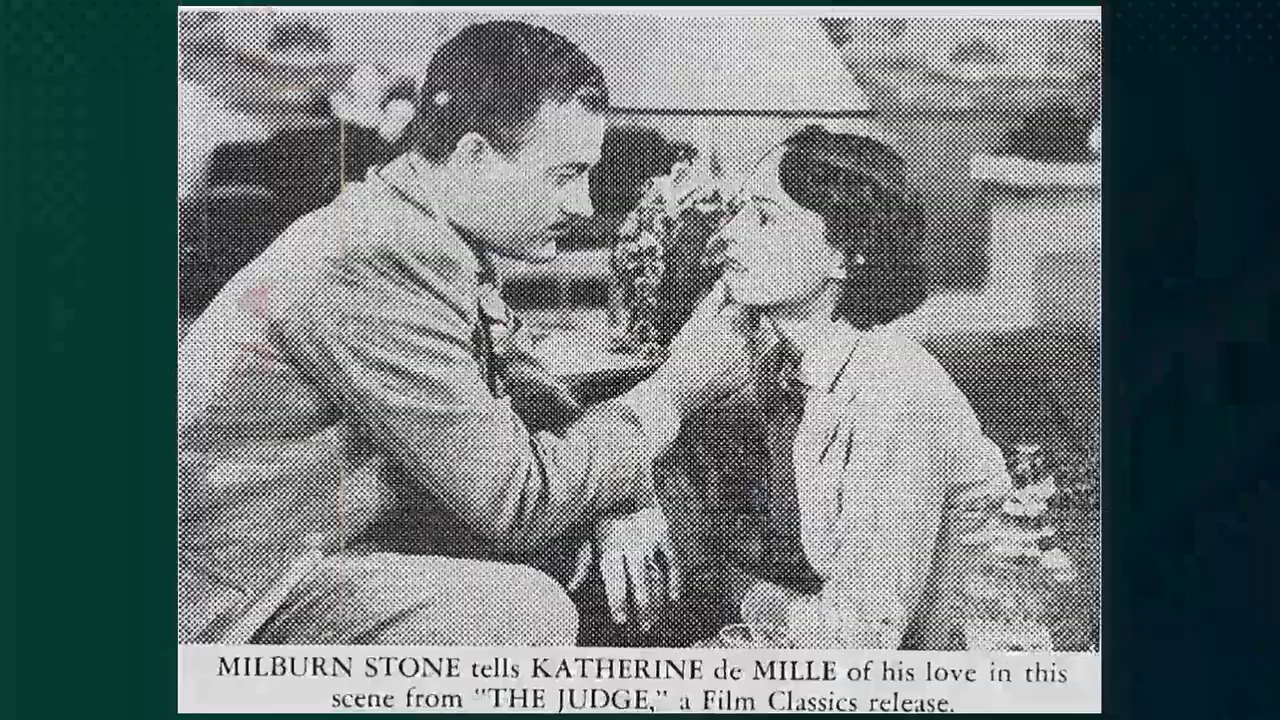 MILBURN STONE tells KATHERINE de MILLE of his love in this
scene from "THE JUDGE," a Film Classics release.